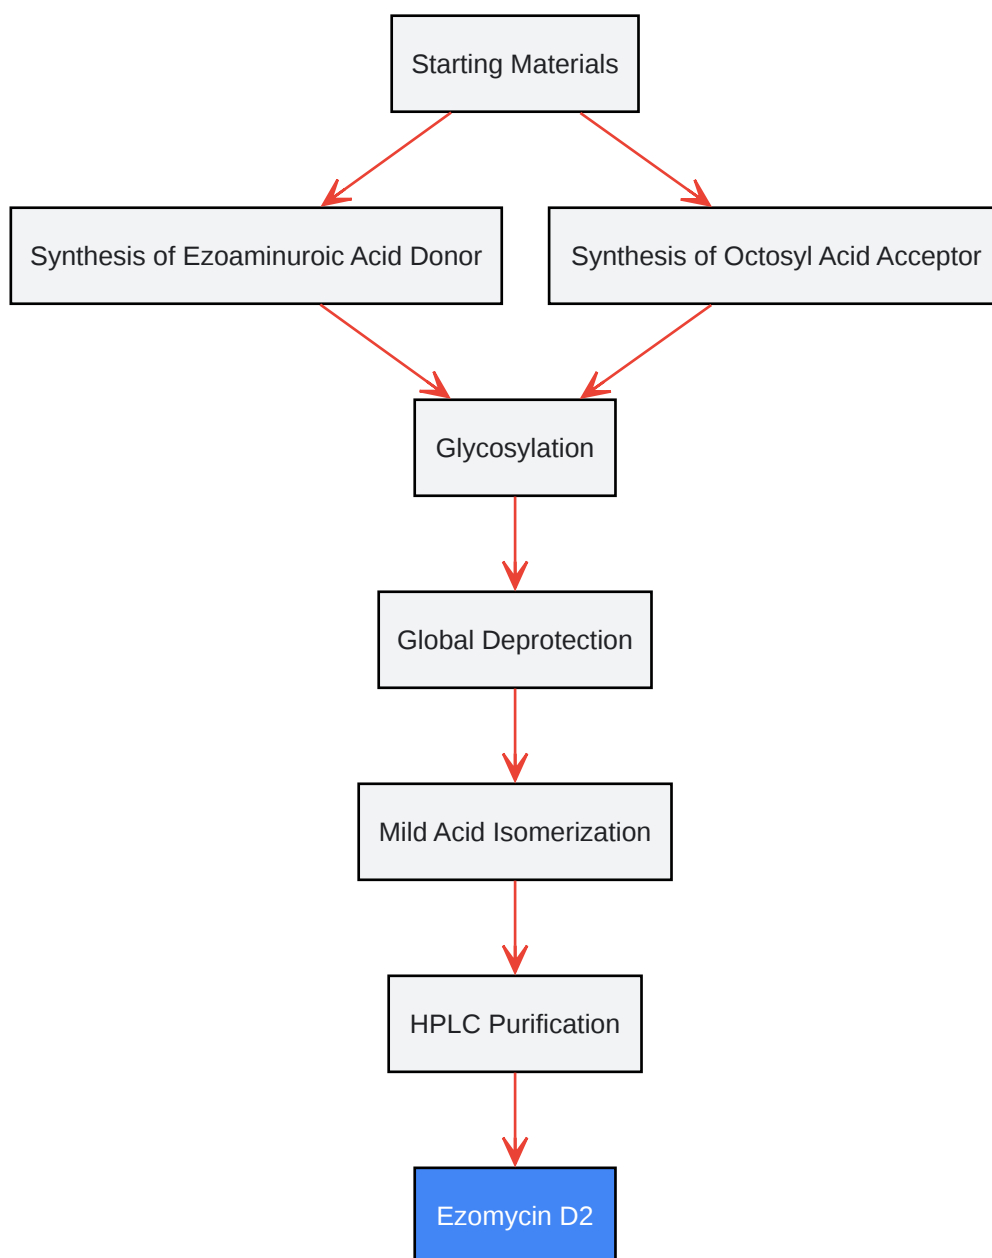 Starting Materials
Synthesis of Ezoaminuroic Acid Donor
Synthesis of Octosyl Acid Acceptor
Glycosylation
Global Deprotection
Mild Acid Isomerization
HPLC Purification
Ezomycin D2